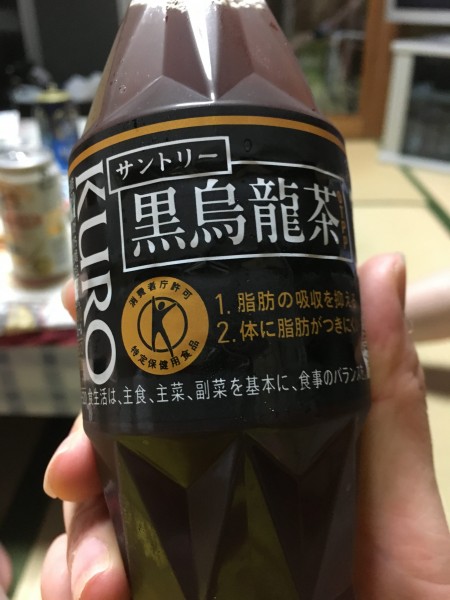 サントリー
黒烏龍茶
OTPP
KURO
消費者庁許可
特定保健用食品
1. 脂肪の吸収を抑え
2. 体に脂肪がつきに
食生活は、主食、主菜、副菜を基本に、食事のバランス